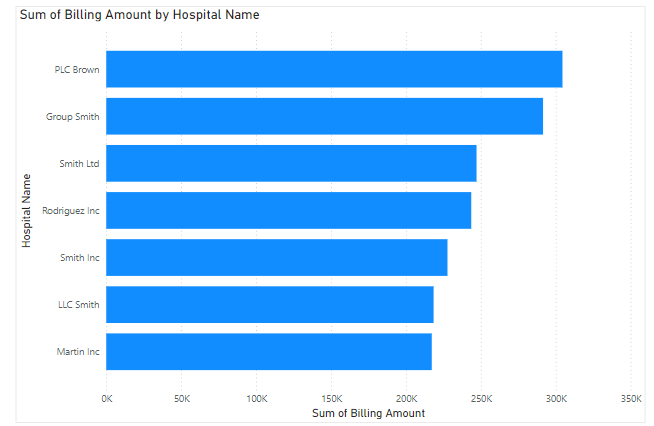 Sum of Billing Amount by Hospital Name
PLC Brown
Group Smith
Smith Ltd
Rodriguez Inc
Smith Inc
LLC Smith
Martin Inc
Hospital Name
0K 50K 100K 150K 200K 250K 300K 350K
Sum of Billing Amount